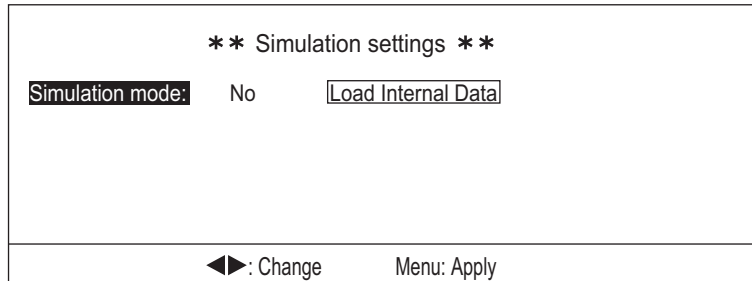 ** Simulation settings **
Simulation mode: No Load Internal Data
◀▶: Change Menu: Apply